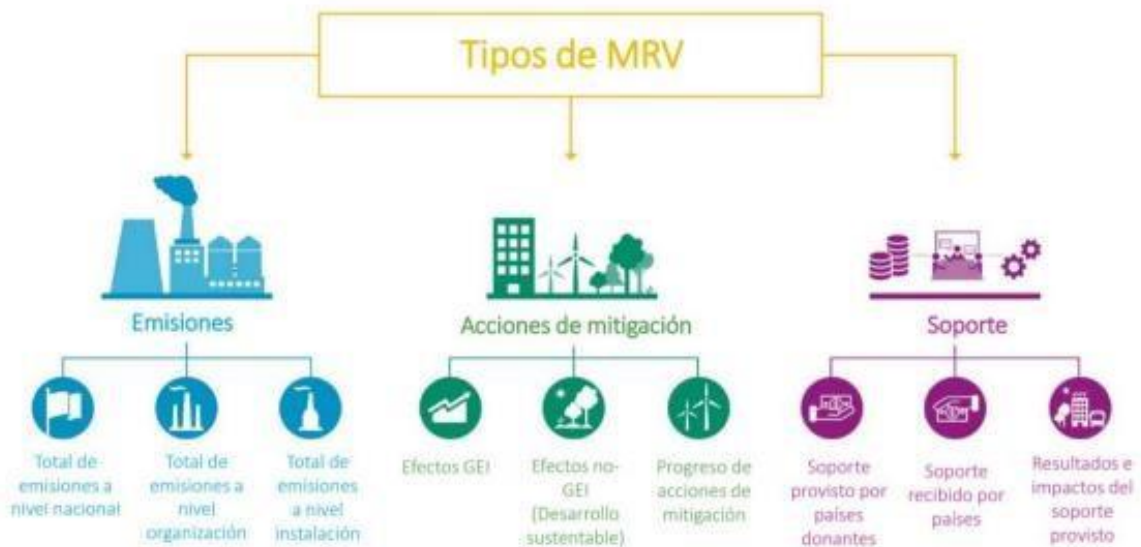 Tipos de MRV
Emisiones
Acciones de mitigación
Soporte
Total de
emisiones a
nivel nacional
Total de
emisiones a
nivel
organización
Total de
emisiones
a nivel
instalación
Efectos GEI
Efectos no-
GEI
(Desarrollo
sustentable)
Progreso de
acciones de
mitigación
Soporte
provisto por
países
donantes
Soporte
recibido por
países
Resultados e
impactos del
soporte
provisto